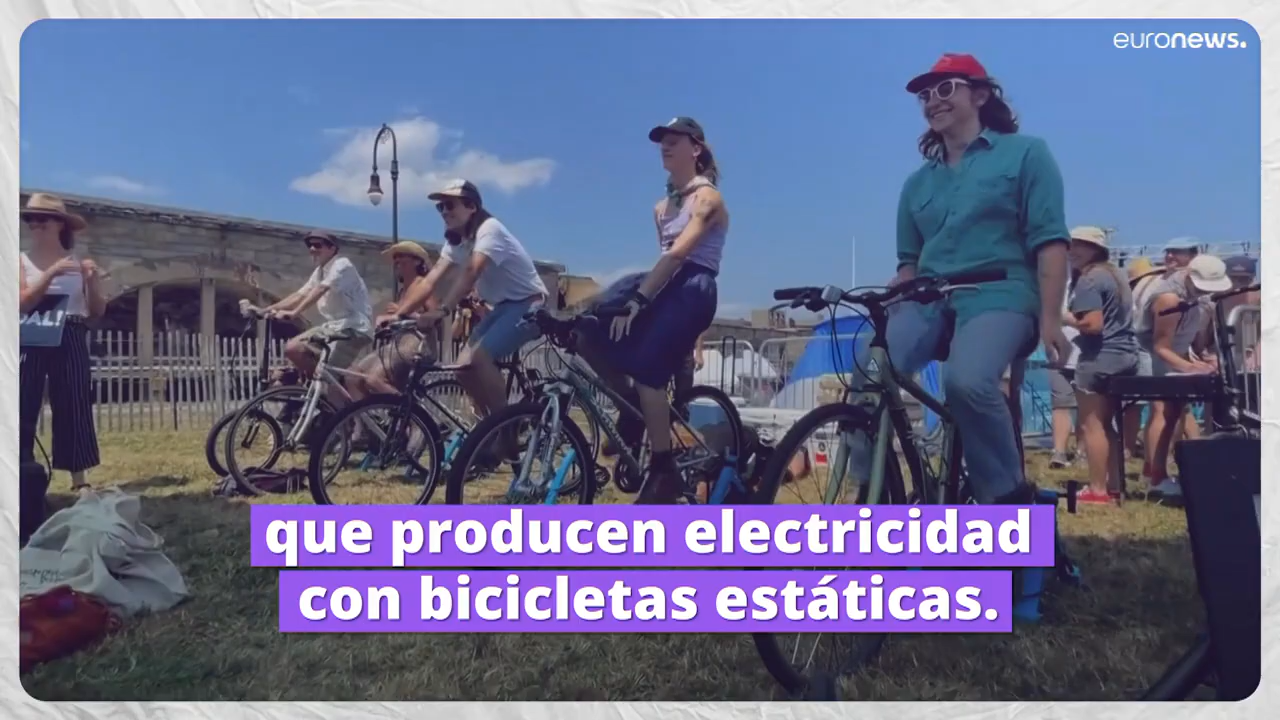 euronews.
que producen electricidad
con bicicletas estáticas.